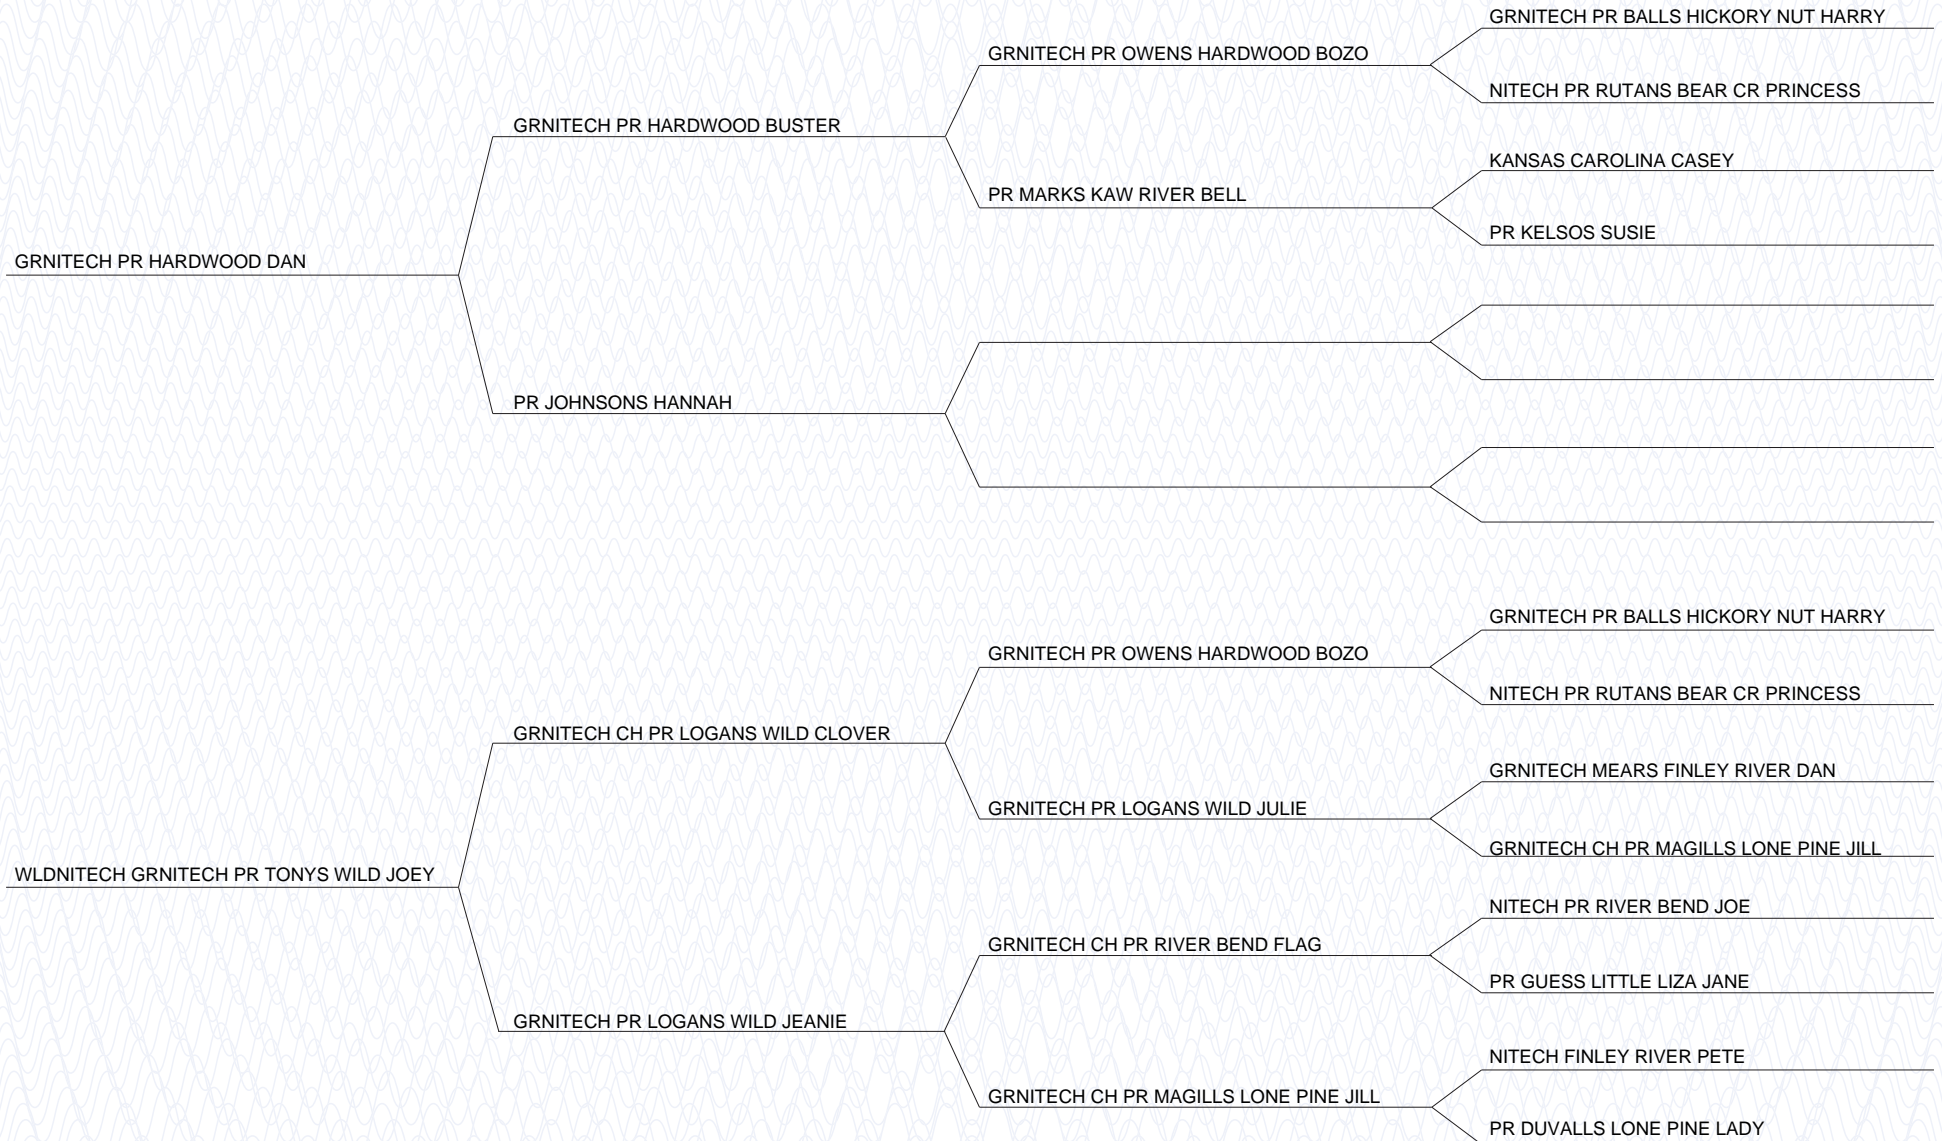 GRNITECH PR BALLS HICKORY NUT HARRY
GRNITECH PR OWENS HARDWOOD BOZO
NITECH PR RUTANS BEAR CR PRINCESS
GRNITECH PR HARDWOOD BUSTER
KANSAS CAROLINA CASEY
PR MARKS KAW RIVER BELL
PR KELSOS SUSIE
GRNITECH PR HARDWOOD DAN
PR JOHNSONS HANNAH
GRNITECH PR BALLS HICKORY NUT HARRY
GRNITECH PR OWENS HARDWOOD BOZO
NITECH PR RUTANS BEAR CR PRINCESS
GRNITECH CH PR LOGANS WILD CLOVER
GRNITECH MEARS FINLEY RIVER DAN
GRNITECH PR LOGANS WILD JULIE
GRNITECH CH PR MAGILLS LONE PINE JILL
WLDNITECH GRNITECH PR TONYS WILD JOEY
NITECH PR RIVER BEND JOE
GRNITECH CH PR RIVER BEND FLAG
PR GUESS LITTLE LIZA JANE
GRNITECH PR LOGANS WILD JEANIE
NITECH FINLEY RIVER PETE
GRNITECH CH PR MAGILLS LONE PINE JILL
PR DUVALLS LONE PINE LADY